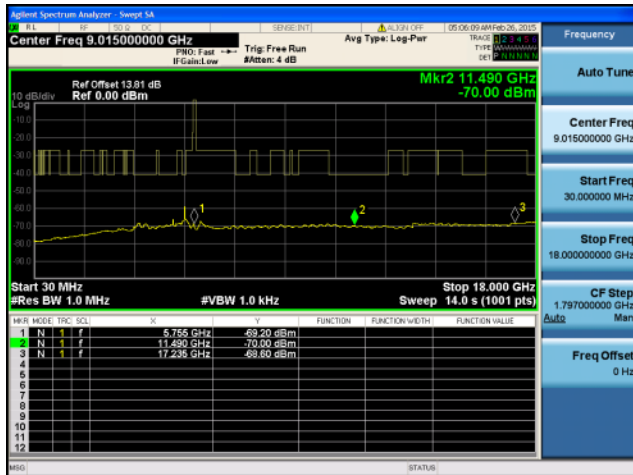 Agilent Spectrum Analyzer - Swept SA
RL RF 50 Ω DC SENSE:INT ALIGN OFF 05:06:09 AM Feb 26, 2015
Center Freq 9.015000000 GHz
PNO: Fast Trig: Free Run Avg Type: Log-Pwr TRACE 1 2 3 4 5 6
IFGain:Low #Atten: 4 dB TYPE
DET P N N N N N
Mkr2 11.490 GHz
-70.00 dBm
Ref Offset 13.81 dB
10 dB/div Ref 0.00 dBm
Log
-10.0
-20.0
-30.0
-40.0
-50.0
-60.0
-70.0
-80.0
-90.0
1
2
3
Start 30 MHz Stop 18.000 GHz
#Res BW 1.0 MHz #VBW 1.0 kHz Sweep 14.0 s (1001 pts)
MKR MODE TRC SCL X Y FUNCTION FUNCTION WIDTH FUNCTION VALUE
1 N 1 f 5.755 GHz -69.20 dBm
2 N 1 f 11.490 GHz -70.00 dBm
3 N 1 f 17.235 GHz -68.60 dBm
4
5
6
7
8
9
10
11
12
MSG STATUS
Frequency
Auto Tune
Center Freq
9.015000000 GHz
Start Freq
30.000000 MHz
Stop Freq
18.000000000 GHz
CF Step
1.797000000 GHz
Auto Man
Freq Offset
0 Hz